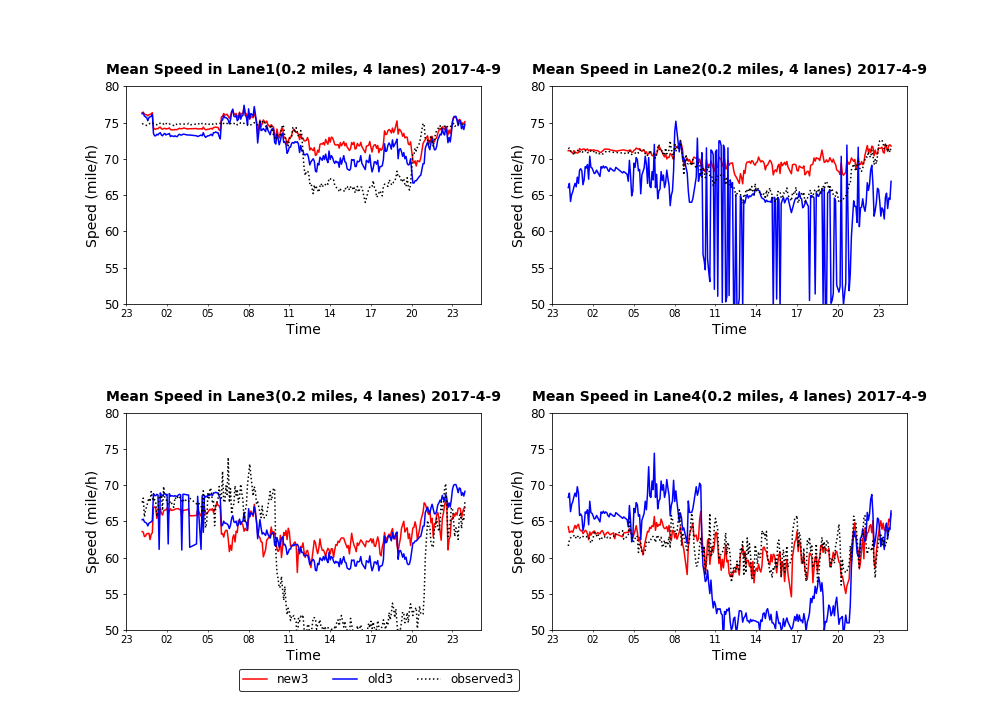 Mean Speed in Lane1(0.2 miles, 4 lanes) 2017-4-9
80
75
70
65
60
55
50
Speed (mile/h)
23 02 05 08 11 14 17 20 23
Time
Mean Speed in Lane2(0.2 miles, 4 lanes) 2017-4-9
80
75
70
65
60
55
50
Speed (mile/h)
23 02 05 08 11 14 17 20 23
Time
Mean Speed in Lane3(0.2 miles, 4 lanes) 2017-4-9
80
75
70
65
60
55
50
Speed (mile/h)
23 02 05 08 11 14 17 20 23
Time
Mean Speed in Lane4(0.2 miles, 4 lanes) 2017-4-9
80
75
70
65
60
55
50
Speed (mile/h)
23 02 05 08 11 14 17 20 23
Time
new3 old3 observed3